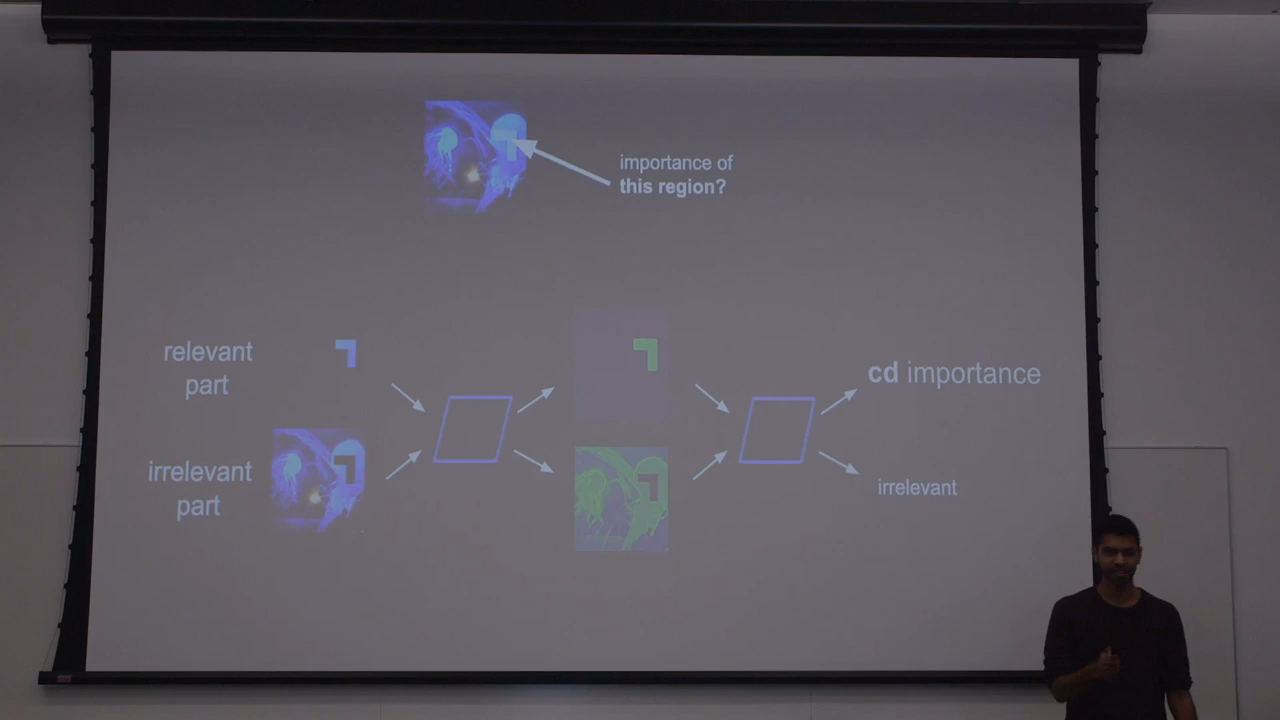 importance of
this region?
relevant
part
cd importance
irrelevant
part
irrelevant